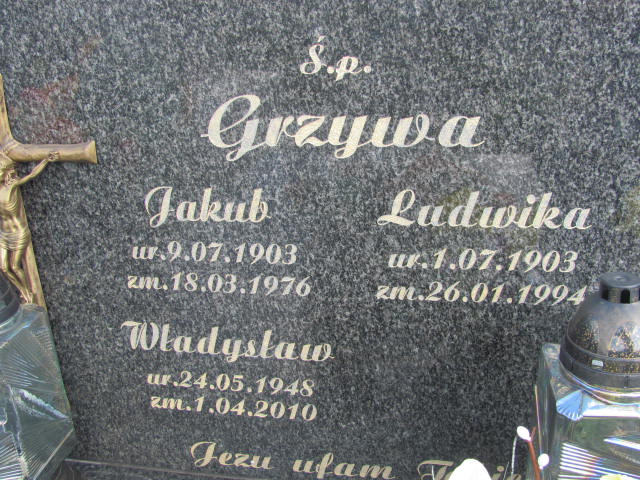 Ś.p.
Grzywa
Jakub
ur.9.07.1903
zm.18.03.1976
Ludwika
ur.1.07.1903
zm.26.01.1994
Władysław
ur.24.05.1948
zm.1.04.2010
Jezu ufam